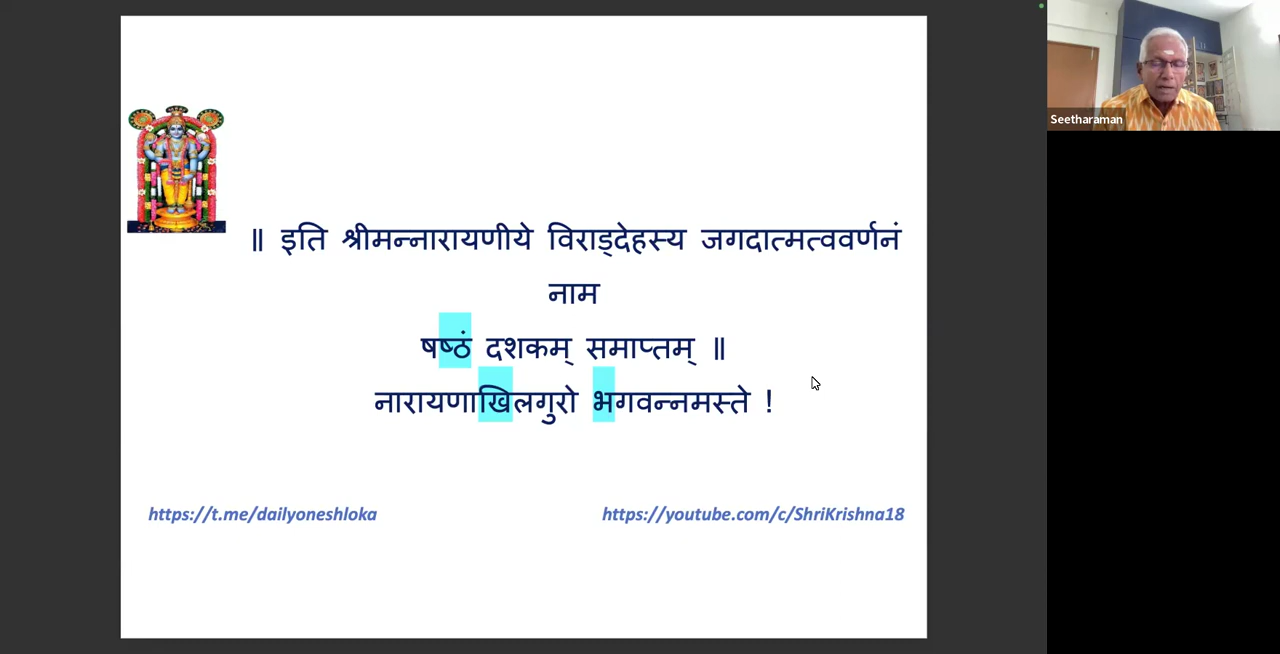 ॥ इति श्रीमन्नारायणीये विराड्देहस्य जगदात्मत्ववर्णनं
नाम
षष्ठं दशकम् समाप्तम् ॥
नारायणाखिलगुरो भगवन्नमस्ते !
https://t.me/dailyoneshloka https://youtube.com/c/ShriKrishna18
Seetharaman